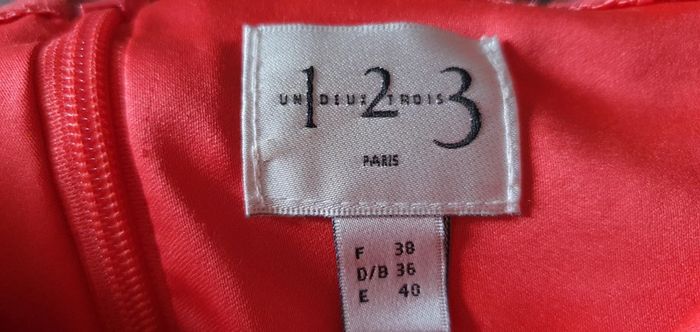 UN 1 DEUX 2 TROIS 3
PARIS
F 38
D/B 36
E 40